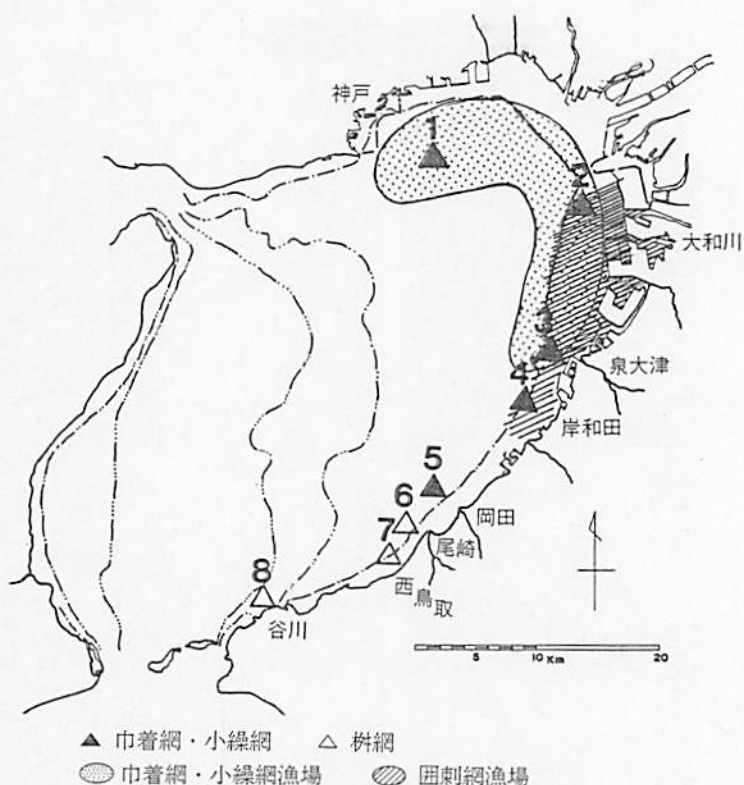 神戸
1
2
大和川
3
泉大津
4
岸和田
5
岡田
6
尾崎
7
西鳥取
8
谷川
5 10 Km 20
▲ 巾着網・小繰網 △ 桝網
巾着網・小繰網漁場 囲刺網漁場